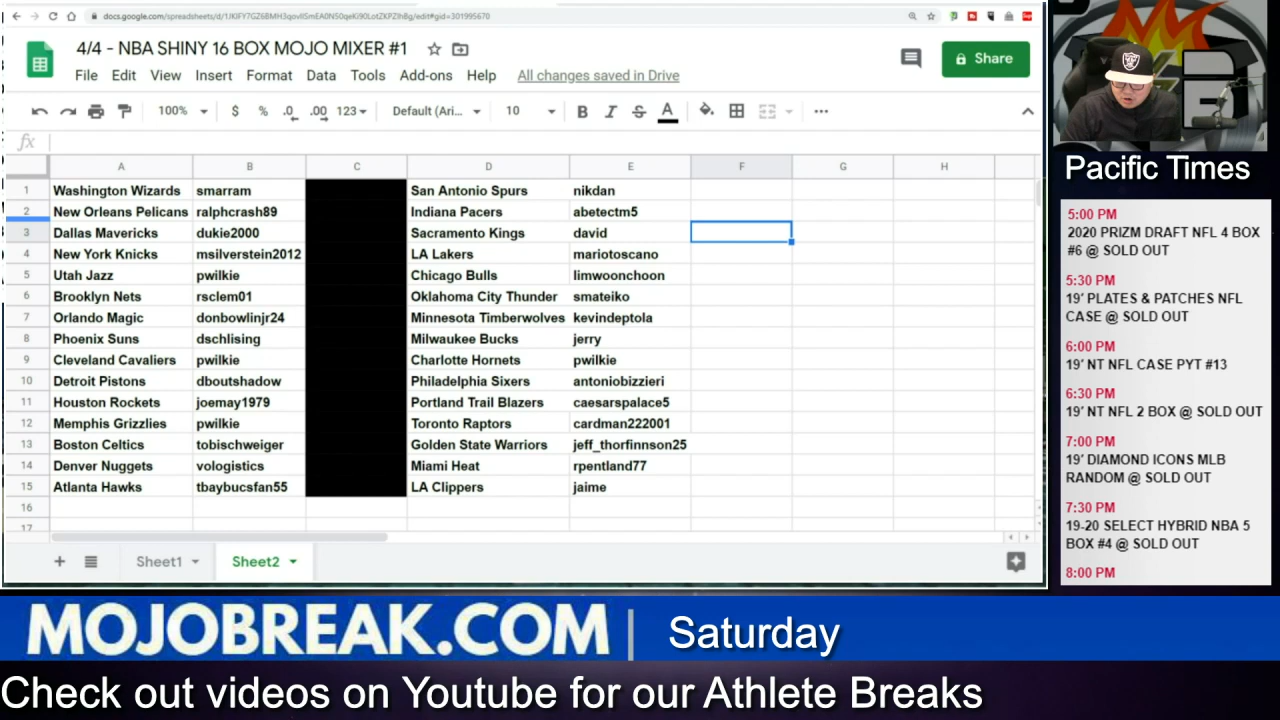 docs.google.com/spreadsheets/d/1JKlFY7GZ6BMH3qovIISmEA0N50qeKi90LotZXPZIhBg/edit#gid=301995670
4/4 - NBA SHINY 16 BOX MOJO MIXER #1
File Edit View Insert Format Data Tools Add-ons Help All changes saved in Drive
Share
100% $ % .0 .00 123 Default (Ari... 10 B I S A
fx
A B C D E F G H
1 Washington Wizards smarram San Antonio Spurs nikdan
2 New Orleans Pelicans ralphcrash89 Indiana Pacers abetectm5
3 Dallas Mavericks dukie2000 Sacramento Kings david
4 New York Knicks msilverstein2012 LA Lakers mariotoscano
5 Utah Jazz pwilkie Chicago Bulls limwoonchoon
6 Brooklyn Nets rsclem01 Oklahoma City Thunder smateiko
7 Orlando Magic donbowlinjr24 Minnesota Timberwolves kevindeptola
8 Phoenix Suns dschlising Milwaukee Bucks jerry
9 Cleveland Cavaliers pwilkie Charlotte Hornets pwilkie
10 Detroit Pistons dboutshadow Philadelphia Sixers antoniobizzieri
11 Houston Rockets joemay1979 Portland Trail Blazers caesarspalace5
12 Memphis Grizzlies pwilkie Toronto Raptors cardman222001
13 Boston Celtics tobischweiger Golden State Warriors jeff_thorfinnson25
14 Denver Nuggets vologistics Miami Heat rpentland77
15 Atlanta Hawks tbaybucsfan55 LA Clippers jaime
16
17
Sheet1 Sheet2
Pacific Times
5:00 PM
2020 PRIZM DRAFT NFL 4 BOX
#6 @ SOLD OUT
5:30 PM
19' PLATES & PATCHES NFL
CASE @ SOLD OUT
6:00 PM
19' NT NFL CASE PYT #13
6:30 PM
19' NT NFL 2 BOX @ SOLD OUT
7:00 PM
19' DIAMOND ICONS MLB
RANDOM @ SOLD OUT
7:30 PM
19-20 SELECT HYBRID NBA 5
BOX #4 @ SOLD OUT
8:00 PM
MOJOBREAK.COM | Saturday
Check out videos on Youtube for our Athlete Breaks